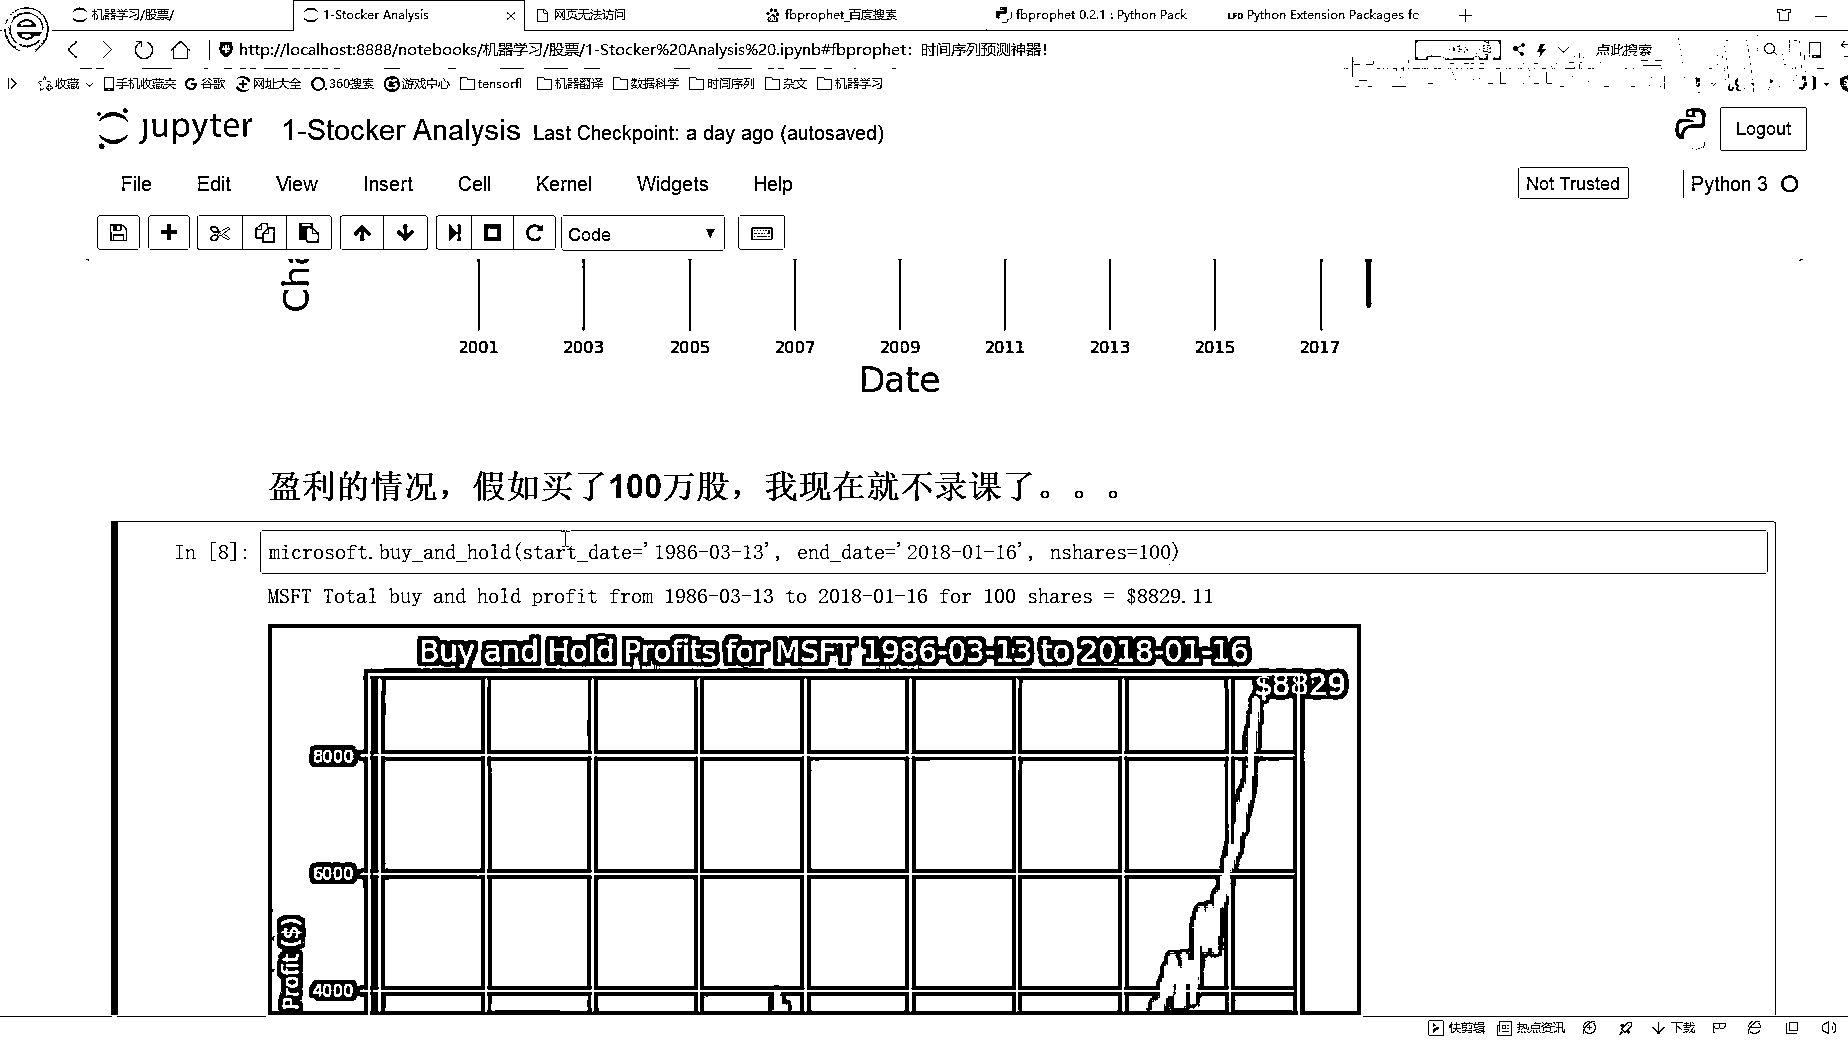 机器学习/股票/
1-Stocker Analysis
网页无法访问
fbprophet_百度搜索
fbprophet 0.2.1 : Python Pack
LFD Python Extension Packages fc
http://localhost:8888/notebooks/机器学习/股票/1-Stocker%20Analysis%20.ipynb#fbprophet：时间序列预测神器！
点此搜索
收藏 手机收藏夹 谷歌 网址大全 360搜索 游戏中心 tensorfl 机器翻译 数据科学 时间序列 杂文 机器学习
jupyter 1-Stocker Analysis Last Checkpoint: a day ago (autosaved)
Logout
File Edit View Insert Cell Kernel Widgets Help
Not Trusted
Python 3
Code
2001 2003 2005 2007 2009 2011 2013 2015 2017
Date
盈利的情况，假如买了100万股，我现在就不录课了。。。
In [8]: microsoft.buy_and_hold(start_date='1986-03-13', end_date='2018-01-16', nshares=100)
MSFT Total buy and hold profit from 1986-03-13 to 2018-01-16 for 100 shares = $8829.11
Buy and Hold Profits for MSFT 1986-03-13 to 2018-01-16
$8829
8000
6000
4000
Profit ($)
快剪辑 热点资讯 下载